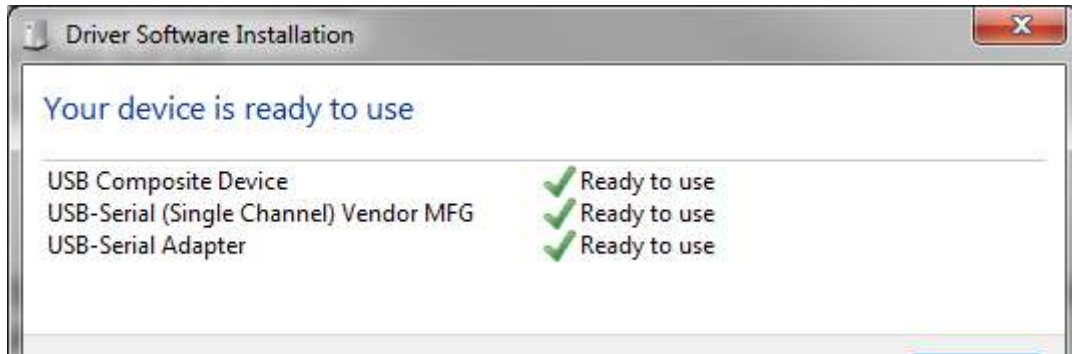 Driver Software Installation
Your device is ready to use
USB Composite Device Ready to use
USB-Serial (Single Channel) Vendor MFG Ready to use
USB-Serial Adapter Ready to use